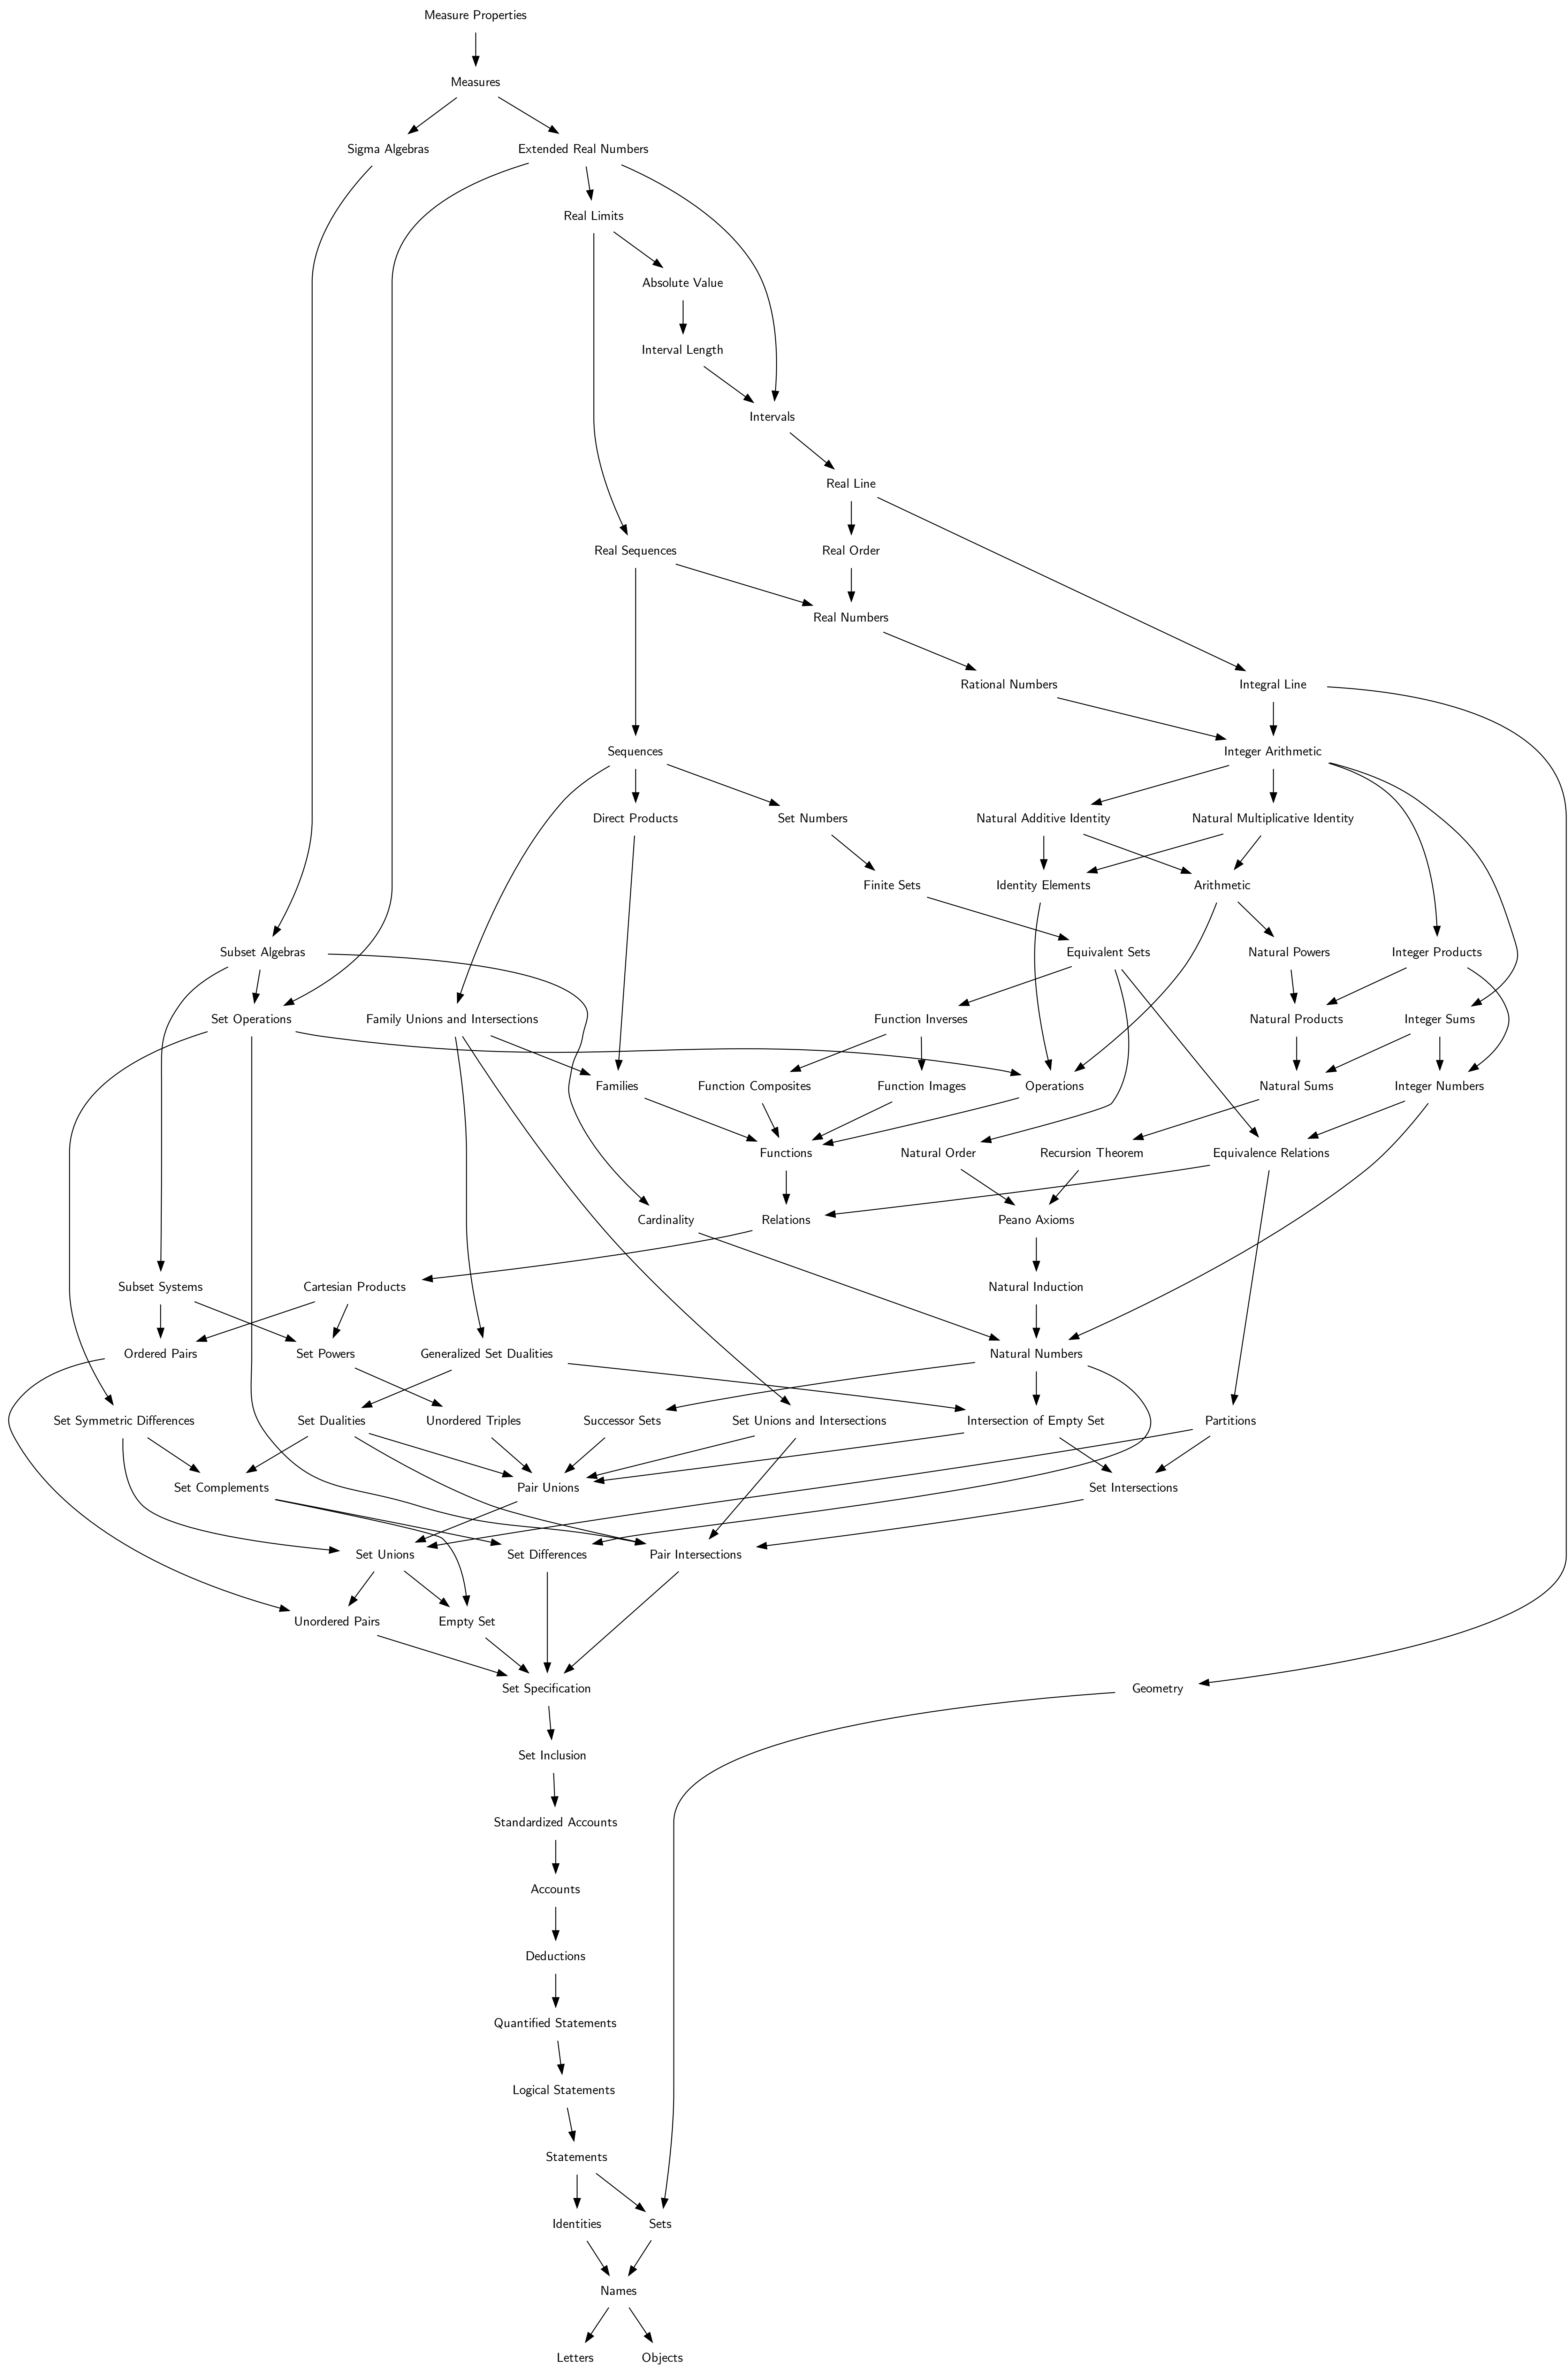 Measure Properties
Measures
Sigma Algebras
Extended Real Numbers
Real Limits
Absolute Value
Interval Length
Intervals
Real Line
Real Sequences
Real Order
Real Numbers
Rational Numbers
Integral Line
Sequences
Integer Arithmetic
Direct Products
Set Numbers
Natural Additive Identity
Natural Multiplicative Identity
Finite Sets
Identity Elements
Arithmetic
Subset Algebras
Equivalent Sets
Natural Powers
Integer Products
Set Operations
Family Unions and Intersections
Function Inverses
Natural Products
Integer Sums
Families
Function Composites
Function Images
Operations
Natural Sums
Integer Numbers
Functions
Natural Order
Recursion Theorem
Equivalence Relations
Cardinality
Relations
Peano Axioms
Subset Systems
Cartesian Products
Natural Induction
Ordered Pairs
Set Powers
Generalized Set Dualities
Natural Numbers
Set Symmetric Differences
Set Dualities
Unordered Triples
Successor Sets
Set Unions and Intersections
Intersection of Empty Set
Partitions
Set Complements
Pair Unions
Set Intersections
Set Unions
Set Differences
Pair Intersections
Unordered Pairs
Empty Set
Set Specification
Geometry
Set Inclusion
Standardized Accounts
Accounts
Deductions
Quantified Statements
Logical Statements
Statements
Identities
Sets
Names
Letters
Objects